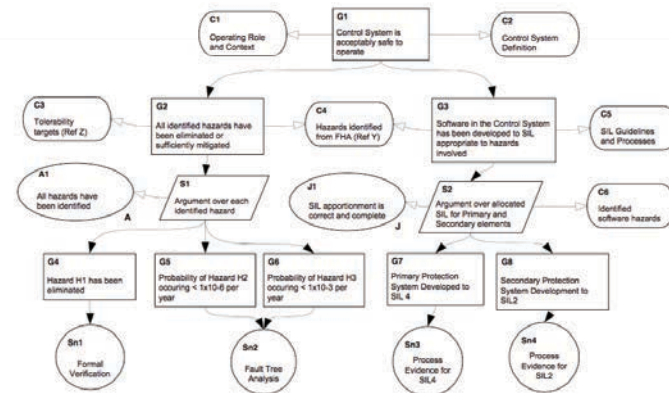 C1
Operating Role
and Context
G1
Control System is
acceptably safe to
operate
C2
Control System
Definition
C3
Tolerability
targets (Ref Z)
G2
All identified hazards have
been eliminated or
sufficiently mitigated
C4
Hazards identified
from FHA (Ref Y)
G3
Software in the Control System
has been developed to SIL
appropriate to hazards
involved
C5
SIL Guidelines
and Processes
A1
All hazards have
been identified
A
S1
Argument over each
identified hazard
J1
SIL apportionment is
correct and complete
J
S2
Argument over allocated
SIL for Primary and
Secondary elements
C6
Identified
software hazards
G4
Hazard H1 has been
eliminated
G5
Probability of Hazard H2
occuring < 1x10-6 per
year
G6
Probability of Hazard H3
occuring < 1x10-3 per
year
G7
Primary Protection
System Developed to
SIL 4
G8
Secondary Protection
System Development to
SIL2
Sn1
Formal
Verification
Sn2
Fault Tree
Analysis
Sn3
Process Evidence
for SIL4
Sn4
Process
Evidence for
SIL2